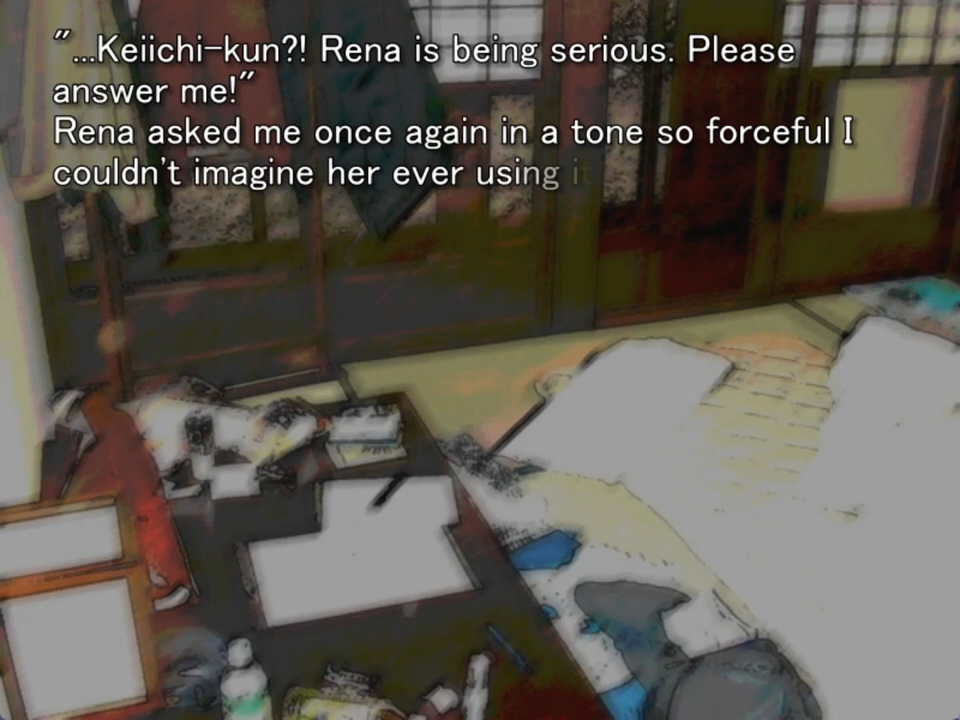 "...Keiichi-kun?! Rena is being serious. Please
answer me!"
Rena asked me once again in a tone so forceful I
couldn't imagine her ever using it